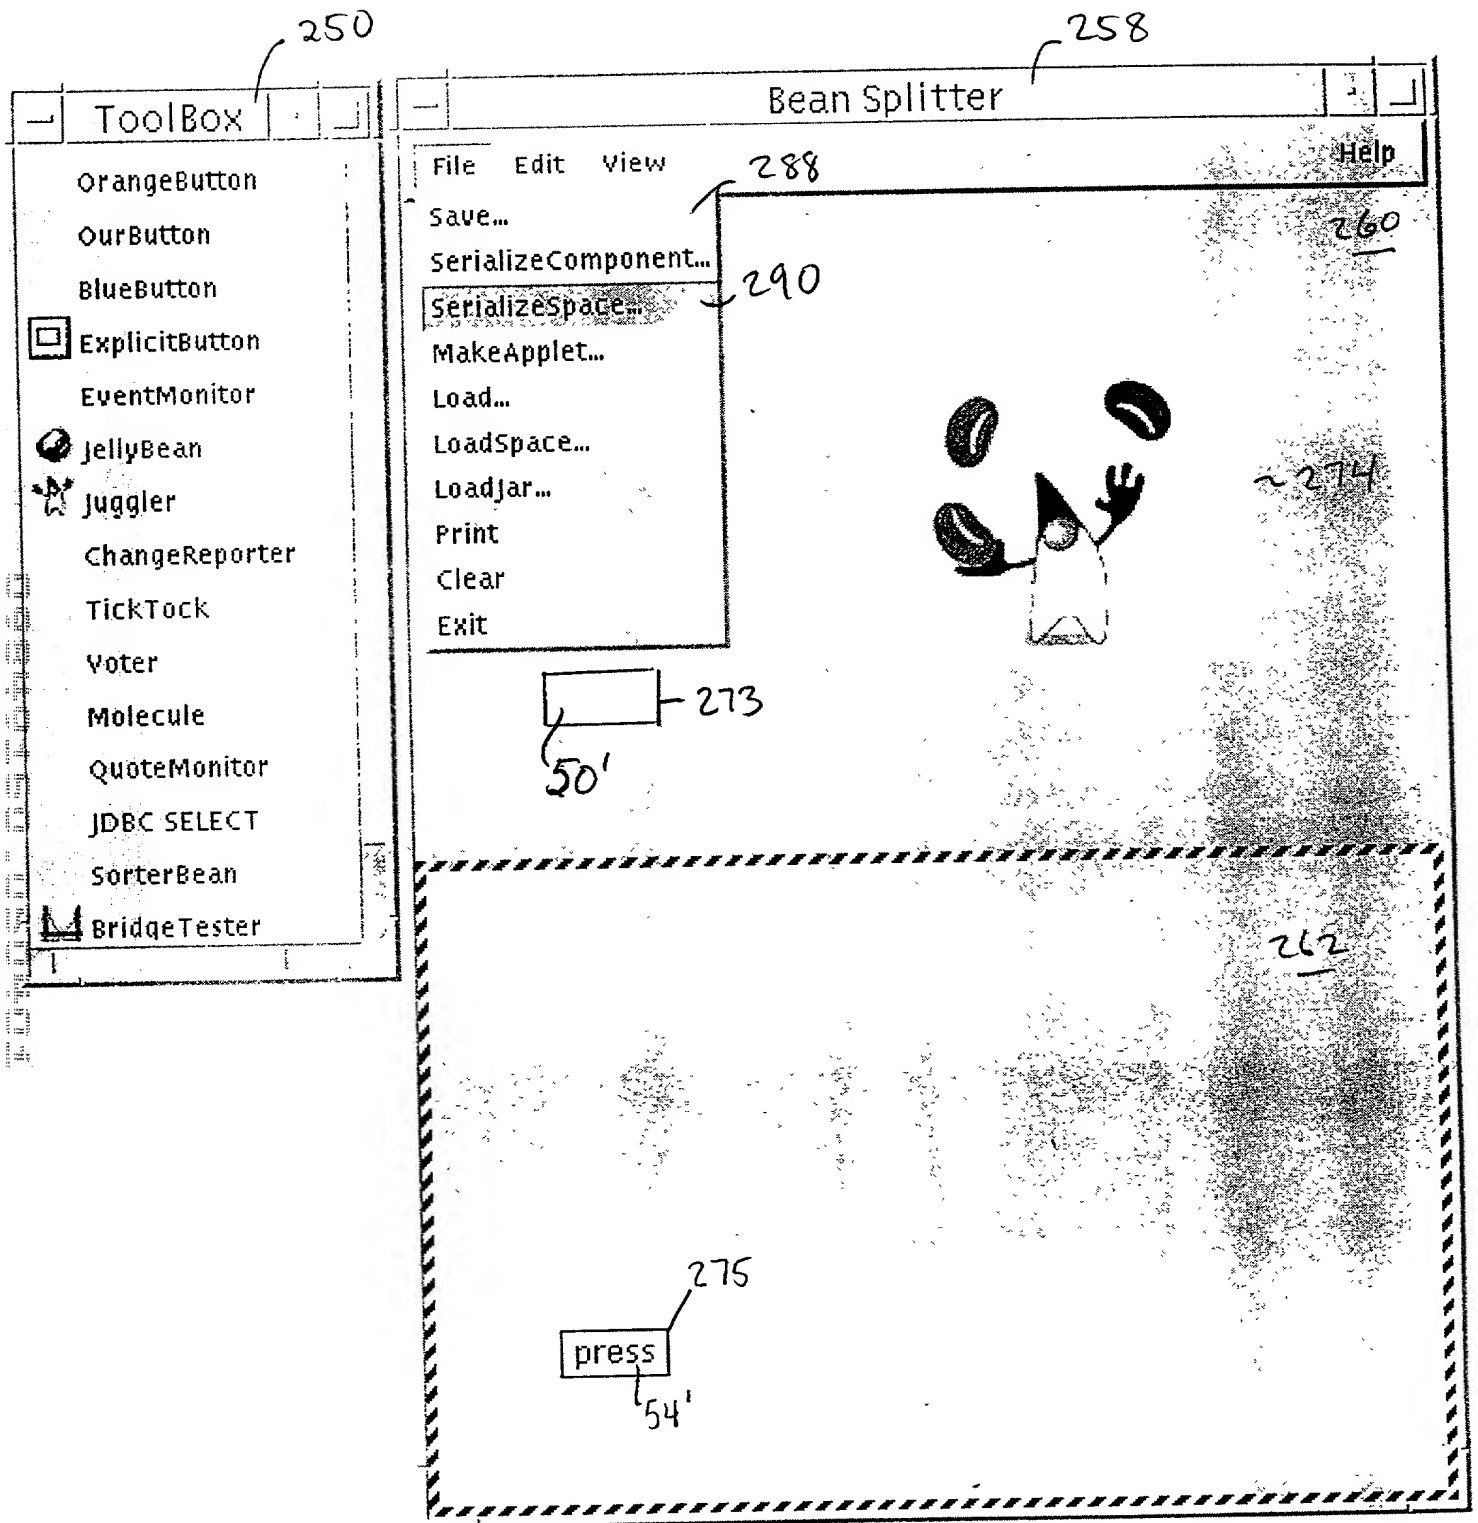 250
258
ToolBox
Bean Splitter
OrangeButton
OurButton
BlueButton
ExplicitButton
EventMonitor
JellyBean
Juggler
ChangeReporter
TickTock
Voter
Molecule
QuoteMonitor
JDBC SELECT
SorterBean
BridgeTester
File Edit View Help
288
Save...
SerializeComponent...
SerializeSpace...
290
MakeApplet...
Load...
LoadSpace...
LoadJar...
Print
Clear
Exit
260
~274
273
50'
262
275
press
54'